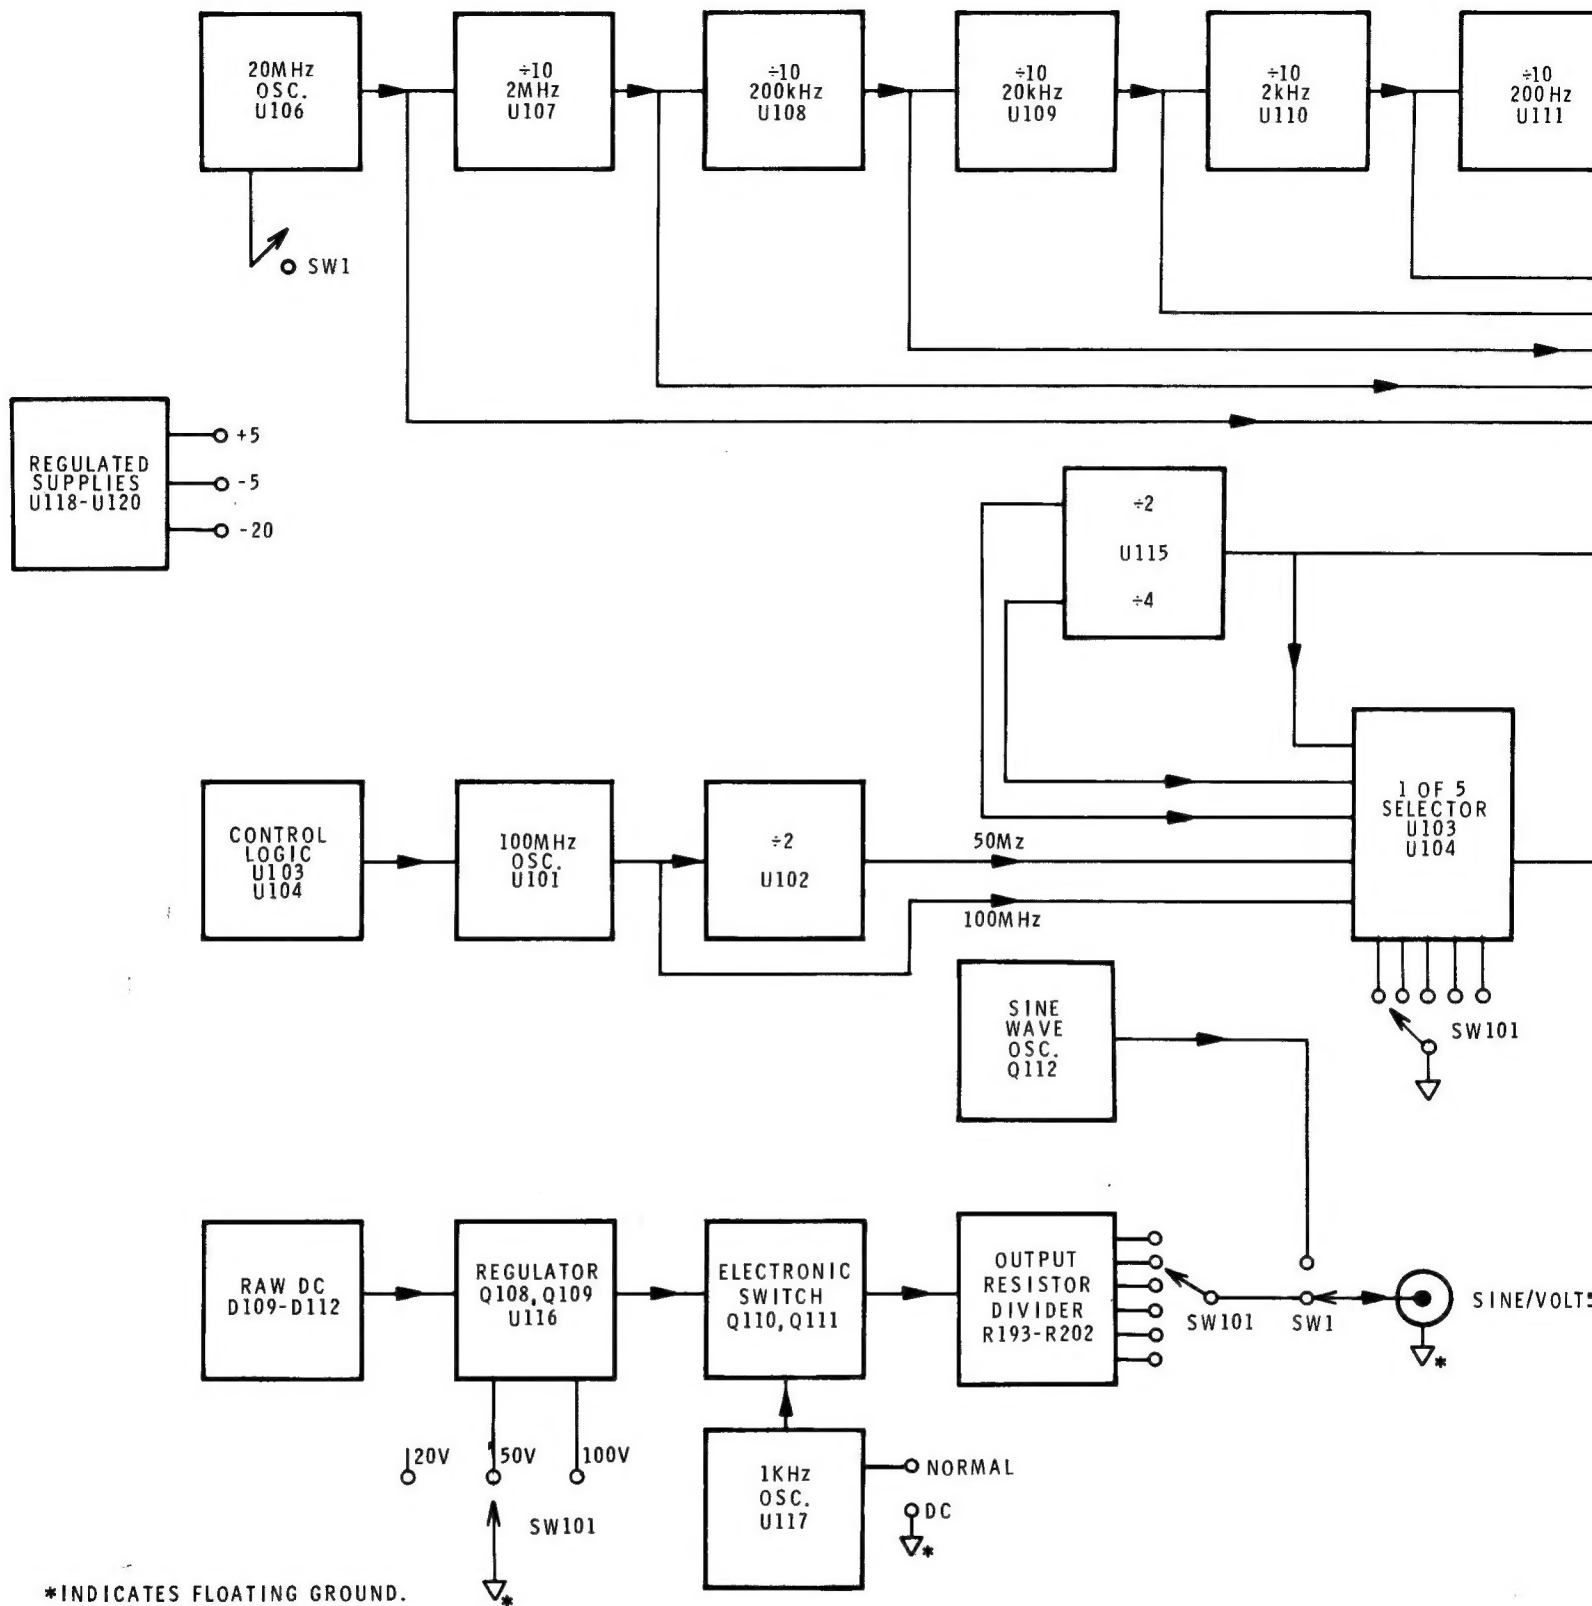 20MHz
OSC.
U106
÷10
2MHz
U107
÷10
200kHz
U108
÷10
20kHz
U109
÷10
2kHz
U110
÷10
200Hz
U111
SW1
REGULATED
SUPPLIES
U118-U120
+5
-5
-20
÷2
U115
÷4
CONTROL
LOGIC
U103
U104
100MHz
OSC.
U101
÷2
U102
50Mz
100MHz
1 OF 5
SELECTOR
U103
U104
SW101
SINE
WAVE
OSC.
Q112
RAW DC
D109-D112
REGULATOR
Q108,Q109
U116
ELECTRONIC
SWITCH
Q110,Q111
OUTPUT
RESISTOR
DIVIDER
R193-R202
SW101
SW1
SINE/VOLTS
*
20V
50V
100V
SW101
*
1KHz
OSC.
U117
NORMAL
DC
*
*INDICATES FLOATING GROUND.